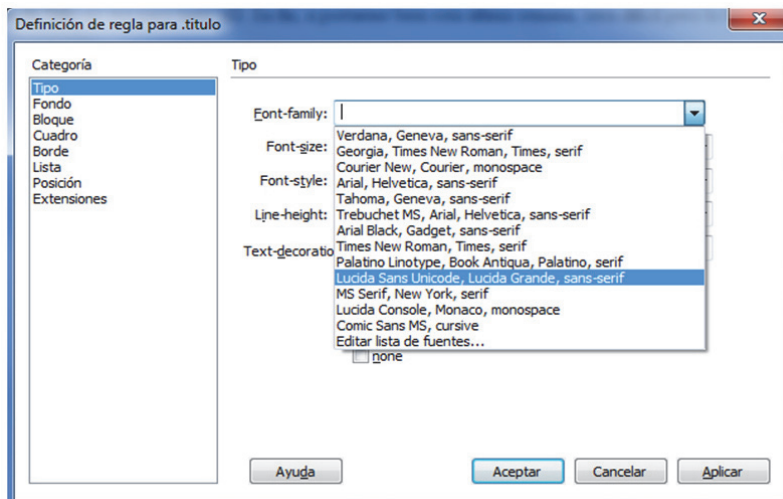 Definición de regla para .titulo
Categoría
Tipo
Fondo
Bloque
Cuadro
Borde
Lista
Posición
Extensiones
Tipo
Font-family:
Font-size:
Font-style:
Line-height:
Text-decoratio
Verdana, Geneva, sans-serif
Georgia, Times New Roman, Times, serif
Courier New, Courier, monospace
Arial, Helvetica, sans-serif
Tahoma, Geneva, sans-serif
Trebuchet MS, Arial, Helvetica, sans-serif
Arial Black, Gadget, sans-serif
Times New Roman, Times, serif
Palatino Linotype, Book Antiqua, Palatino, serif
Lucida Sans Unicode, Lucida Grande, sans-serif
MS Serif, New York, serif
Lucida Console, Monaco, monospace
Comic Sans MS, cursive
Editar lista de fuentes...
none
Ayuda
Aceptar
Cancelar
Aplicar